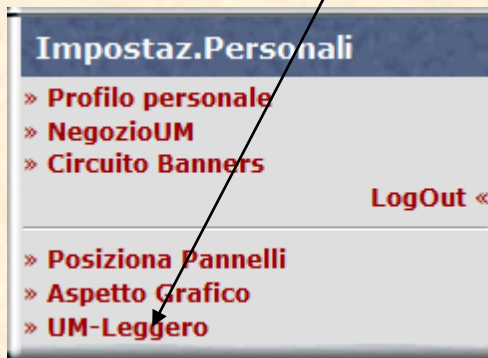 Impostaz.Personali
» Profilo personale
» NegozioUM
» Circuito Banners
LogOut «
» Posiziona Pannelli
» Aspetto Grafico
» UM-Leggero